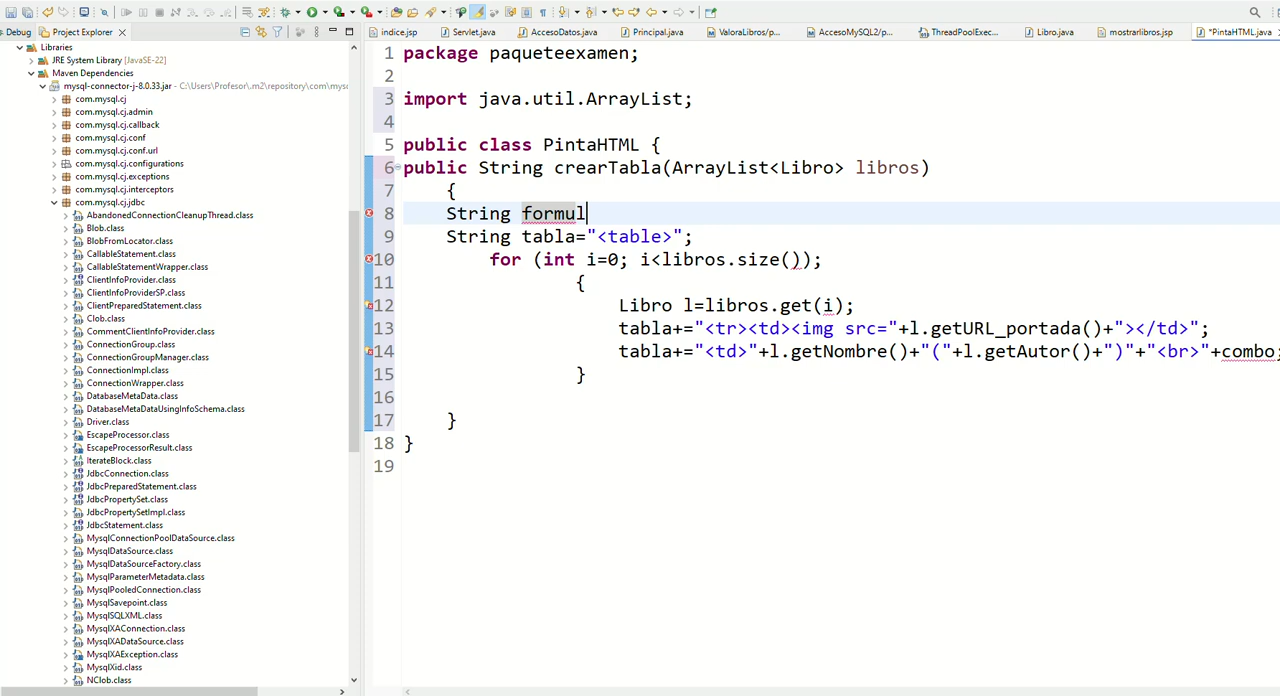 Debug Project Explorer
indice.jsp Servlet.java AccesoDatos.java Principal.java ValoraLibros/p... AccesoMySQL2/p... ThreadPoolExec... Libro.java mostrarlibros.jsp *PintaHTML.java
Libraries
JRE System Library [JavaSE-22]
Maven Dependencies
mysql-connector-j-8.0.33.jar - C:\Users\Profesor\.m2\repository\com\mysq
com.mysql.cj
com.mysql.cj.admin
com.mysql.cj.callback
com.mysql.cj.conf
com.mysql.cj.conf.url
com.mysql.cj.configurations
com.mysql.cj.exceptions
com.mysql.cj.interceptors
com.mysql.cj.jdbc
AbandonedConnectionCleanupThread.class
Blob.class
BlobFromLocator.class
CallableStatement.class
CallableStatementWrapper.class
ClientInfoProvider.class
ClientInfoProviderSP.class
ClientPreparedStatement.class
Clob.class
CommentClientInfoProvider.class
ConnectionGroup.class
ConnectionGroupManager.class
ConnectionImpl.class
ConnectionWrapper.class
DatabaseMetaData.class
DatabaseMetaDataUsingInfoSchema.class
Driver.class
EscapeProcessor.class
EscapeProcessorResult.class
IterateBlock.class
JdbcConnection.class
JdbcPreparedStatement.class
JdbcPropertySet.class
JdbcPropertySetImpl.class
JdbcStatement.class
MysqlConnectionPoolDataSource.class
MysqlDataSource.class
MysqlDataSourceFactory.class
MysqlParameterMetadata.class
MysqlPooledConnection.class
MysqlSavepoint.class
MysqlSQLXML.class
MysqlXAConnection.class
MysqlXADataSource.class
MysqlXAException.class
MysqlXid.class
NClob.class
1 package paqueteexamen;
2
3 import java.util.ArrayList;
4
5 public class PintaHTML {
6 public String crearTabla(ArrayList<Libro> libros)
7 {
8 String formul
9 String tabla="<table>";
10 for (int i=0; i<libros.size());
11 {
12 Libro l=libros.get(i);
13 tabla+="<tr><td><img src="+l.getURL_portada()+"></td>";
14 tabla+="<td>"+l.getNombre()+"("+l.getAutor()+")"+"<br>"+combo;
15 }
16
17 }
18 }
19